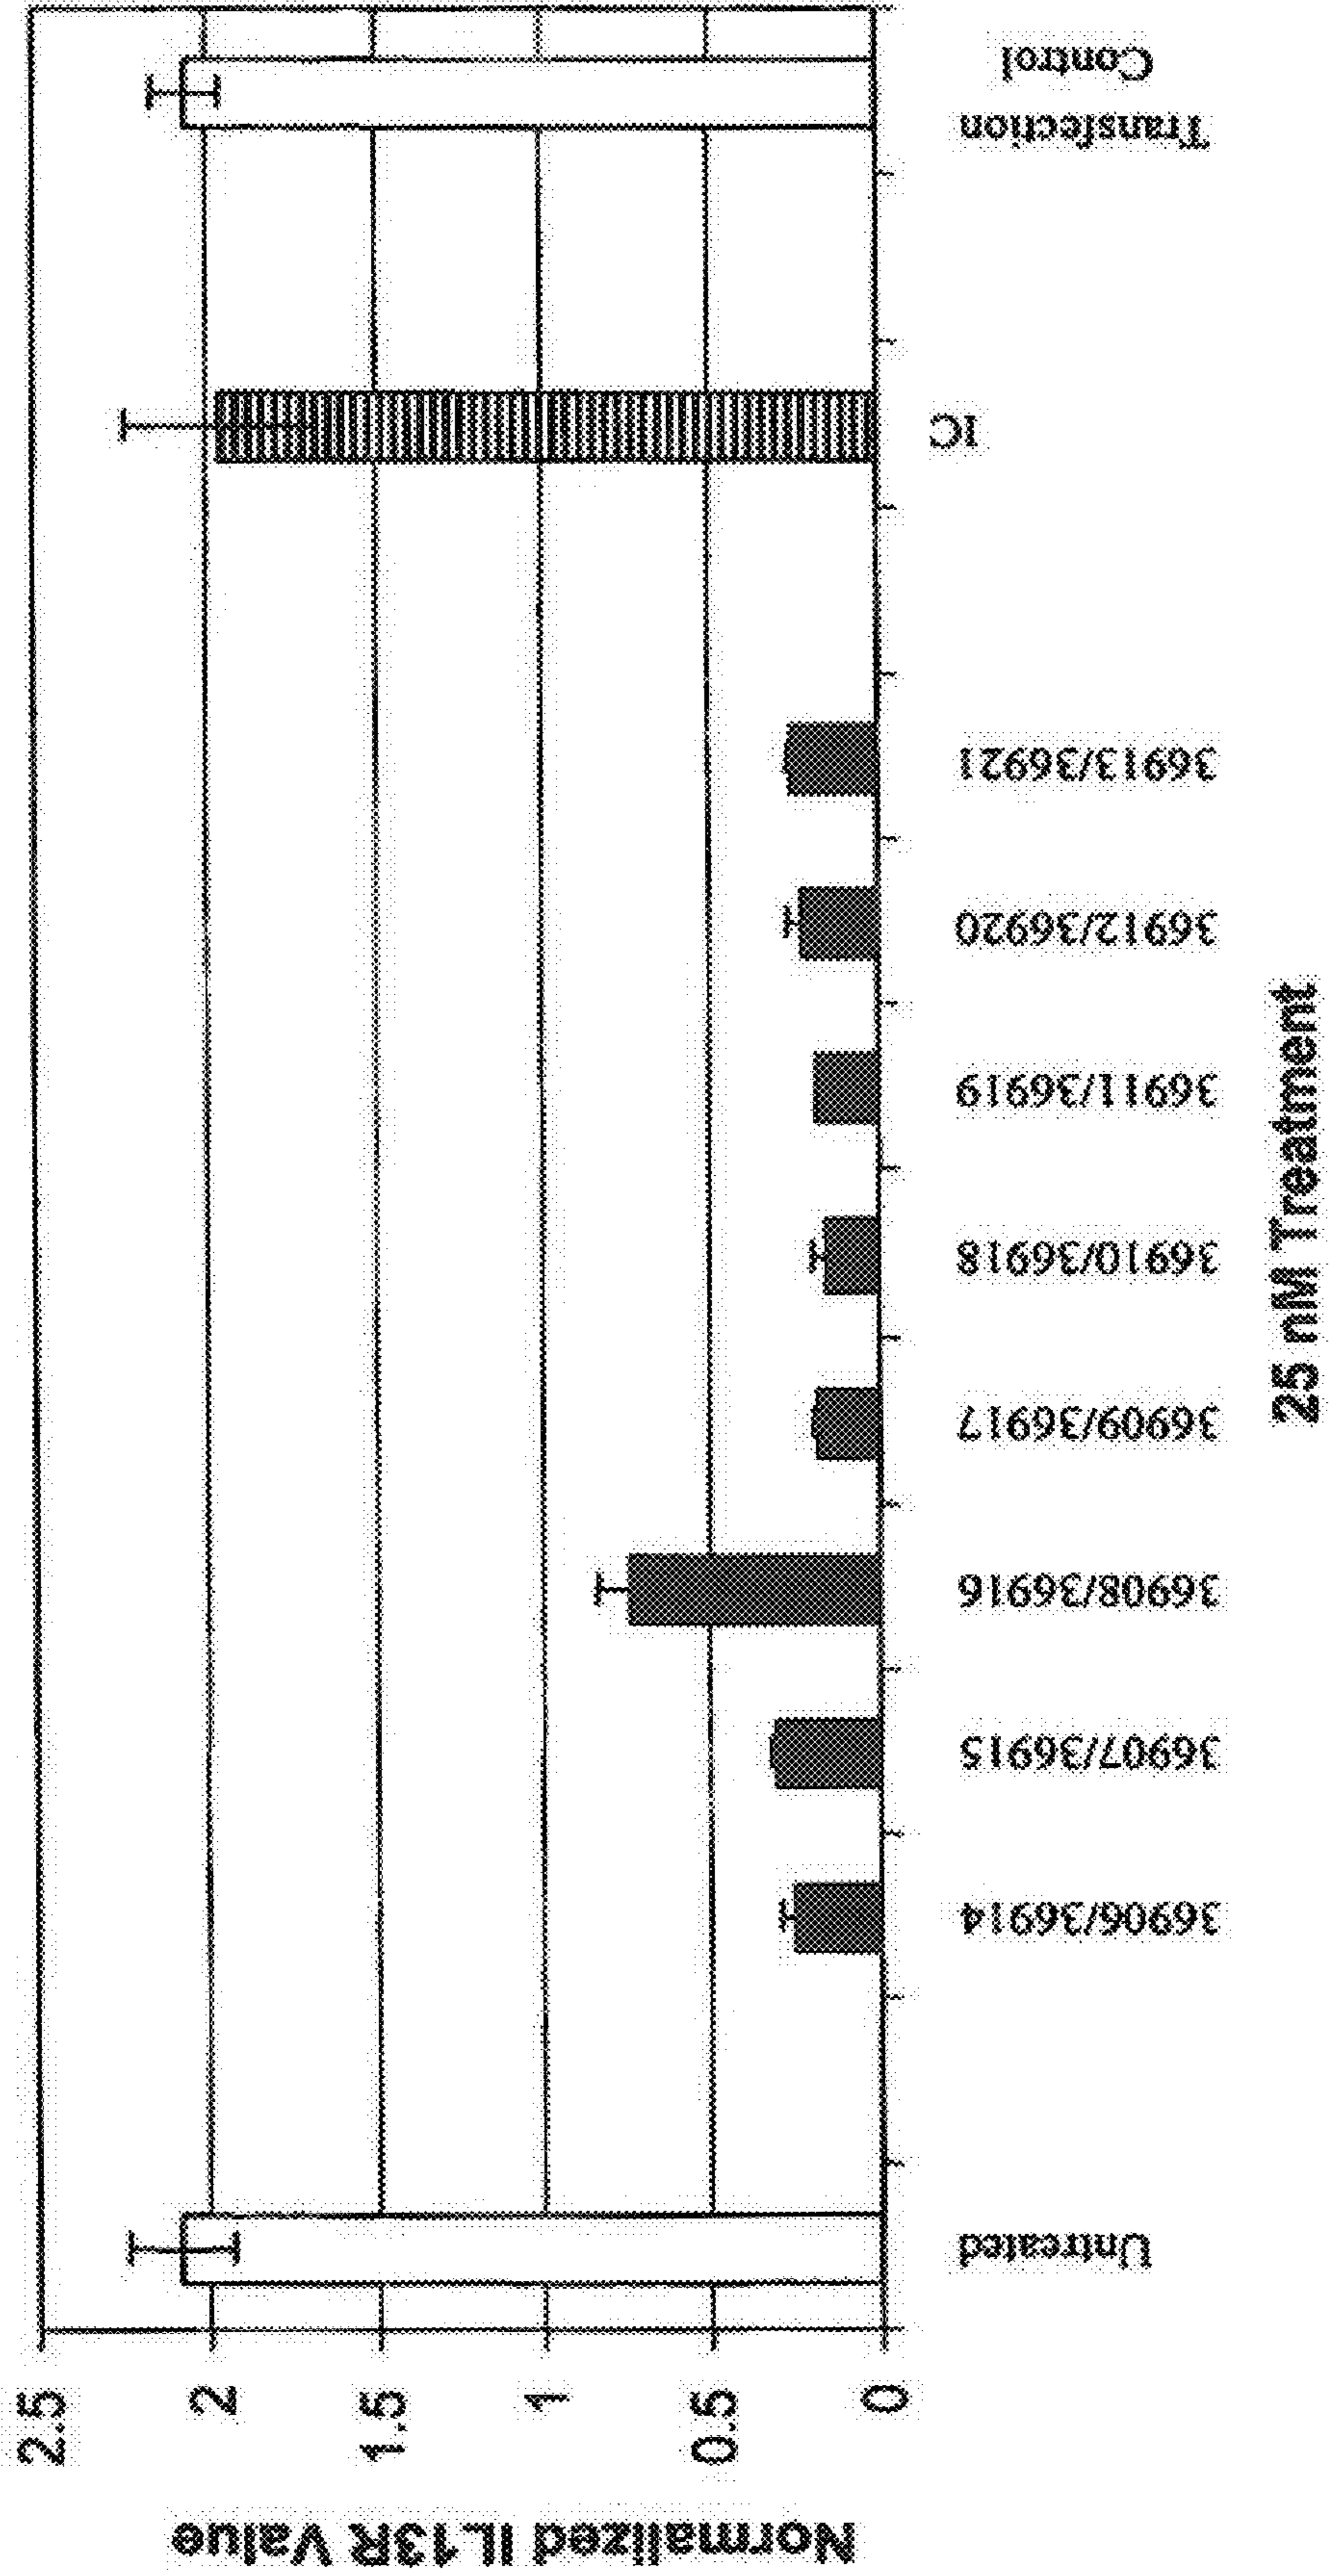 Normalized IL13R Value
2.5
2
1.5
1
0.5
0
Untreated
36906/36914
36907/36915
36908/36916
36909/36917
36910/36918
36911/36919
36912/36920
36913/36921
IC
Transfection
Control
25 nM Treatment